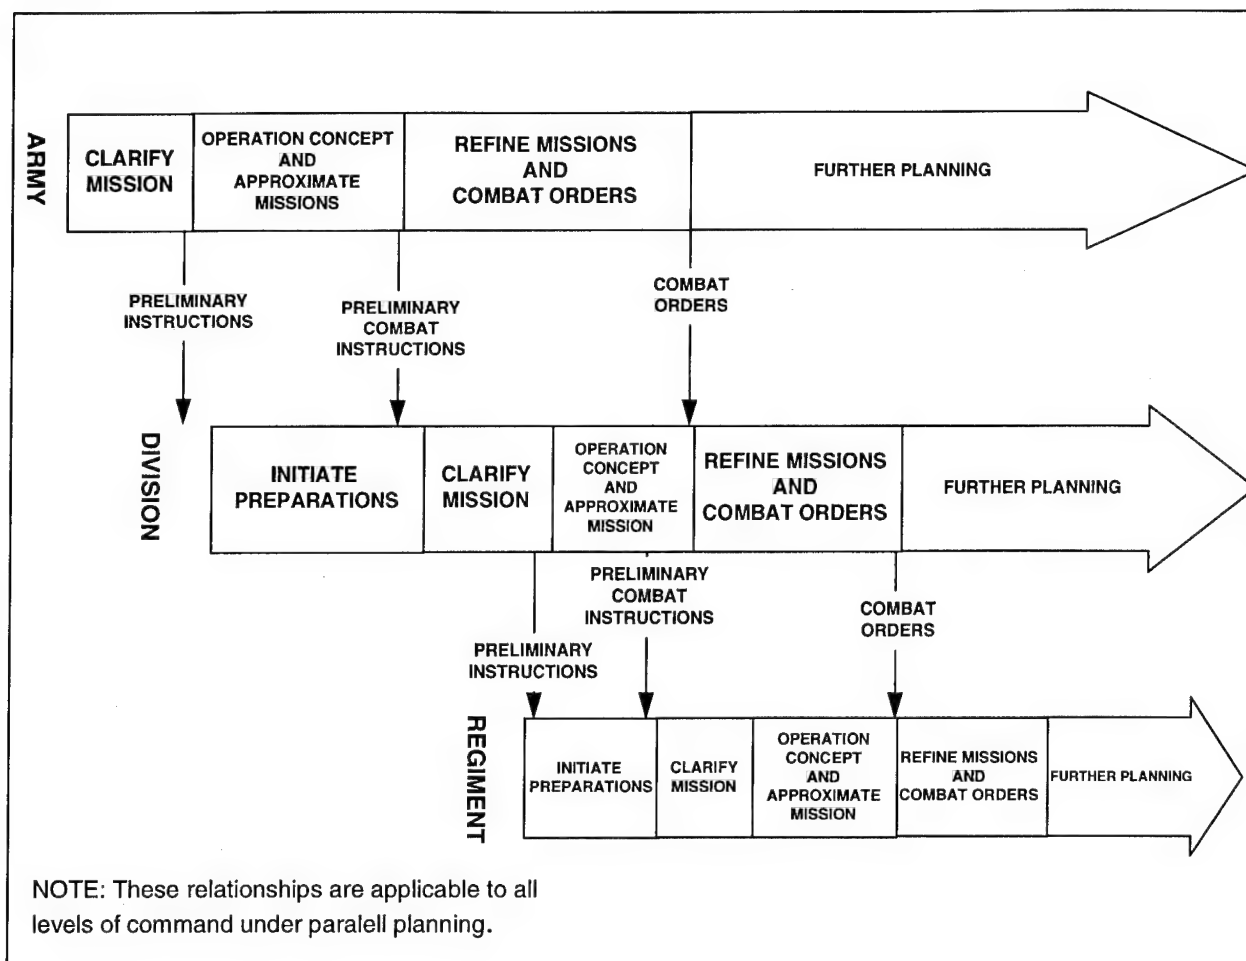 ARMY
CLARIFY
MISSION
OPERATION CONCEPT
AND
APPROXIMATE
MISSIONS
REFINE MISSIONS
AND
COMBAT ORDERS
FURTHER PLANNING
PRELIMINARY
INSTRUCTIONS
PRELIMINARY
COMBAT
INSTRUCTIONS
COMBAT
ORDERS
DIVISION
INITIATE
PREPARATIONS
CLARIFY
MISSION
OPERATION
CONCEPT
AND
APPROXIMATE
MISSION
REFINE MISSIONS
AND
COMBAT ORDERS
FURTHER PLANNING
PRELIMINARY
INSTRUCTIONS
PRELIMINARY
COMBAT
INSTRUCTIONS
COMBAT
ORDERS
REGIMENT
INITIATE
PREPARATIONS
CLARIFY
MISSION
OPERATION
CONCEPT
AND
APPROXIMATE
MISSION
REFINE MISSIONS
AND
COMBAT ORDERS
FURTHER PLANNING
NOTE: These relationships are applicable to all
levels of command under paralell planning.